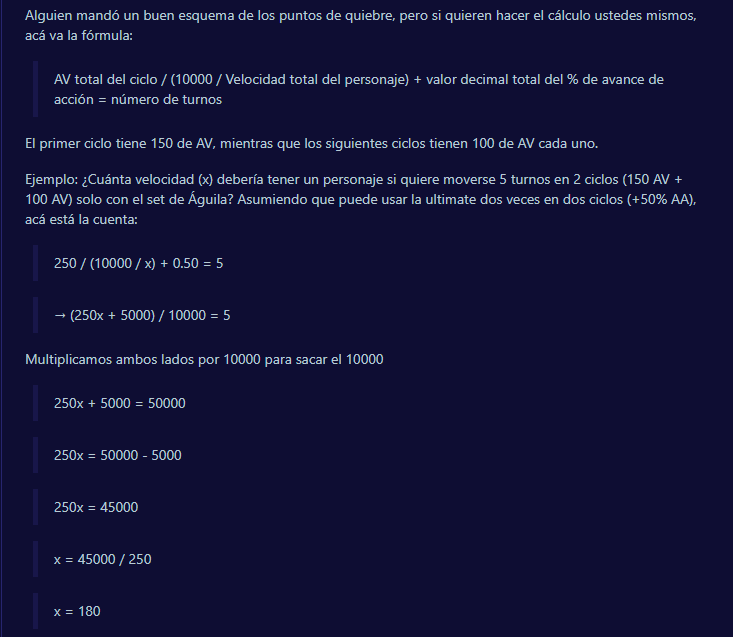 Alguien mandó un buen esquema de los puntos de quiebre, pero si quieren hacer el cálculo ustedes mismos,
acá va la fórmula:
AV total del ciclo / (10000 / Velocidad total del personaje) + valor decimal total del % de avance de
acción = número de turnos
El primer ciclo tiene 150 de AV, mientras que los siguientes ciclos tienen 100 de AV cada uno.
Ejemplo: ¿Cuánta velocidad (x) debería tener un personaje si quiere moverse 5 turnos en 2 ciclos (150 AV +
100 AV) solo con el set de Águila? Asumiendo que puede usar la ultimate dos veces en dos ciclos (+50% AA),
acá está la cuenta:
250 / (10000 / x) + 0.50 = 5
→ (250x + 5000) / 10000 = 5
Multiplicamos ambos lados por 10000 para sacar el 10000
250x + 5000 = 50000
250x = 50000 - 5000
250x = 45000
x = 45000 / 250
x = 180